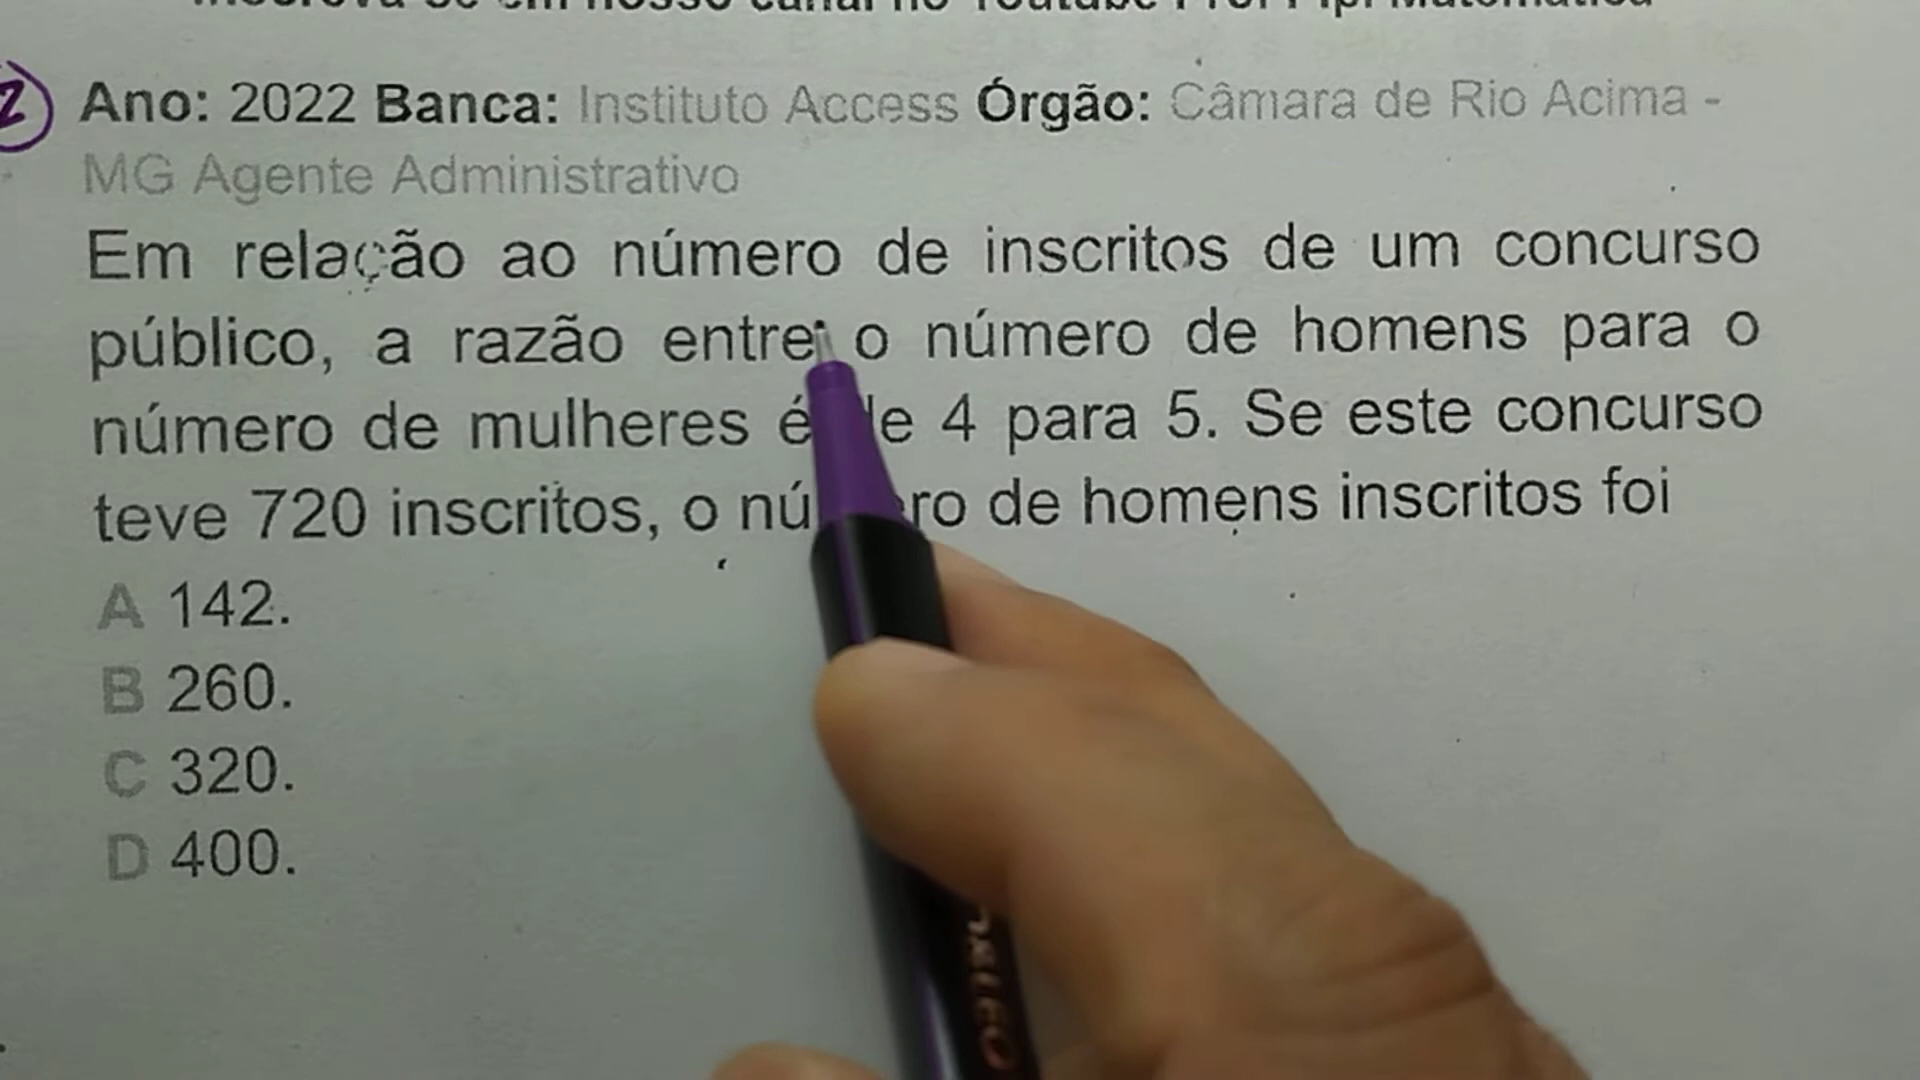 2
Ano: 2022 Banca: Instituto Access Órgão: Câmara de Rio Acima -
MG Agente Administrativo
Em relação ao número de inscritos de um concurso
público, a razão entre o número de homens para o
número de mulheres é 4 para 5. Se este concurso
teve 720 inscritos, o de homens inscritos foi
A 142.
B 260.
C 320.
D 400.